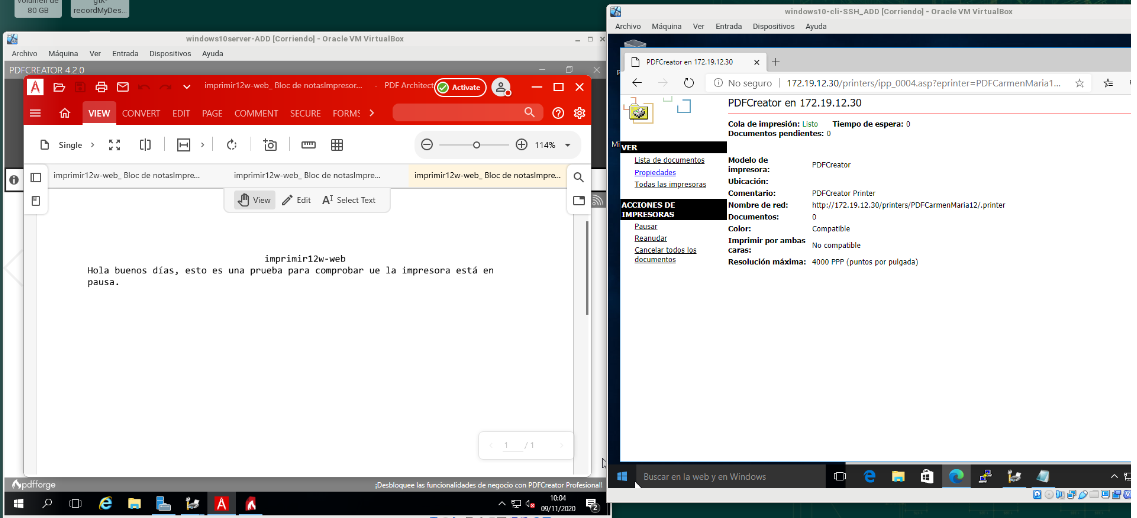 volumen de
80 GB
gtk-
recordMyDes...
windows10server-ADD [Corriendo] - Oracle VM VirtualBox
Archivo Máquina Ver Entrada Dispositivos Ayuda
PDFCREATOR 4.2.0
imprimir12w-web_ Bloc de notasImpresor... - PDF Architect
Activate
VIEW CONVERT EDIT PAGE COMMENT SECURE FORMS
Single
114%
imprimir12w-web_ Bloc de notasImpre...
imprimir12w-web_ Bloc de notasImpre...
imprimir12w-web_ Bloc de notasImpre...
View Edit Select Text
imprimir12w-web
Hola buenos días, esto es una prueba para comprobar ue la impresora está en
pausa.
1 / 1
pdfforge
¡Desbloquee las funcionalidades de negocio con PDFCreator Profesional!
10:04
09/11/2020
2
windows10-cli-SSH_ADD [Corriendo] - Oracle VM VirtualBox
Archivo Máquina Ver Entrada Dispositivos Ayuda
PDFCreator en 172.19.12.30
No seguro 172.19.12.30/printers/ipp_0004.asp?eprinter=PDFCarmenMaria1...
PDFCreator en 172.19.12.30
Cola de impresión: Listo Tiempo de espera: 0
Documentos pendientes: 0
VER
Lista de documentos
Propiedades
Todas las impresoras
ACCIONES DE
IMPRESORAS
Pausar
Reanudar
Cancelar todos los
documentos
Modelo de
impresora: PDFCreator
Ubicación:
Comentario: PDFCreator Printer
Nombre de red: http://172.19.12.30/printers/PDFCarmenMaria12/.printer
Documentos: 0
Color: Compatible
Imprimir por ambas
caras: No compatible
Resolución máxima: 4000 PPP (puntos por pulgada)
Buscar en la web y en Windows